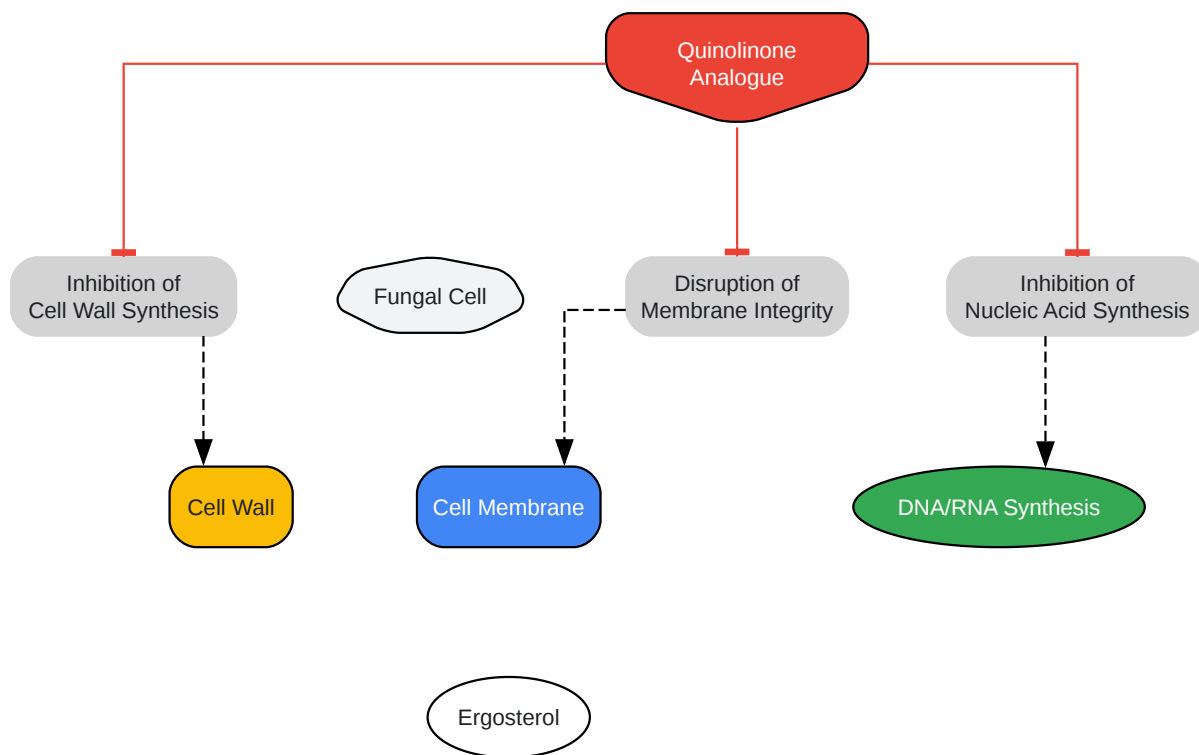 Quinolinone
Analogue
Inhibition of
Cell Wall Synthesis
Fungal Cell
Disruption of
Membrane Integrity
Inhibition of
Nucleic Acid Synthesis
Cell Wall
Cell Membrane
DNA/RNA Synthesis
Ergosterol